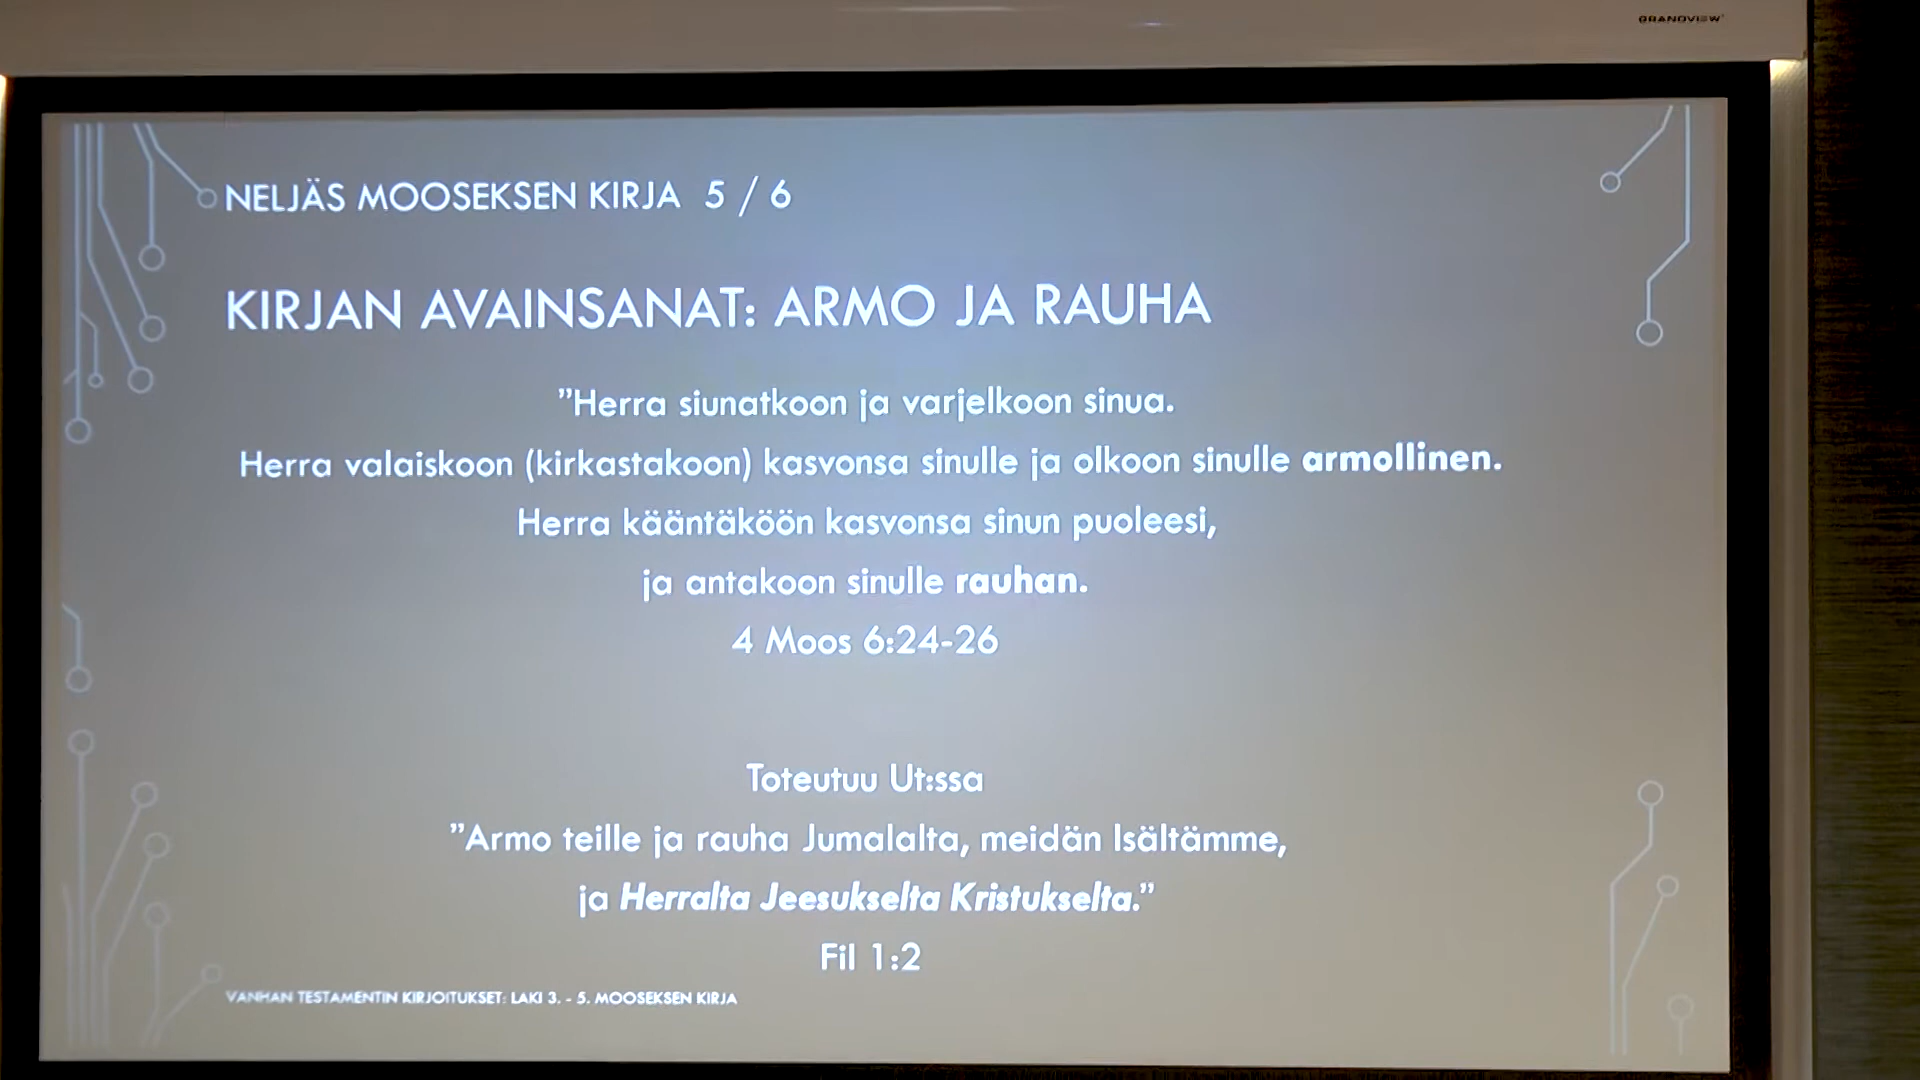 GRANDVIEW
NELJÄS MOOSEKSEN KIRJA 5 / 6
KIRJAN AVAINSANAT: ARMO JA RAUHA
”Herra siunatkoon ja varjelkoon sinua.
Herra valaiskoon (kirkastakoon) kasvonsa sinulle ja olkoon sinulle armollinen.
Herra kääntäköön kasvonsa sinun puoleesi,
ja antakoon sinulle rauhan.
4 Moos 6:24-26
Toteutuu Ut:ssa
”Armo teille ja rauha Jumalalta, meidän Isältämme,
ja Herralta Jeesukselta Kristukselta.”
Fil 1:2
VANHAN TESTAMENTIN KIRJOITUKSET: LAKI 3. - 5. MOOSEKSEN KIRJA